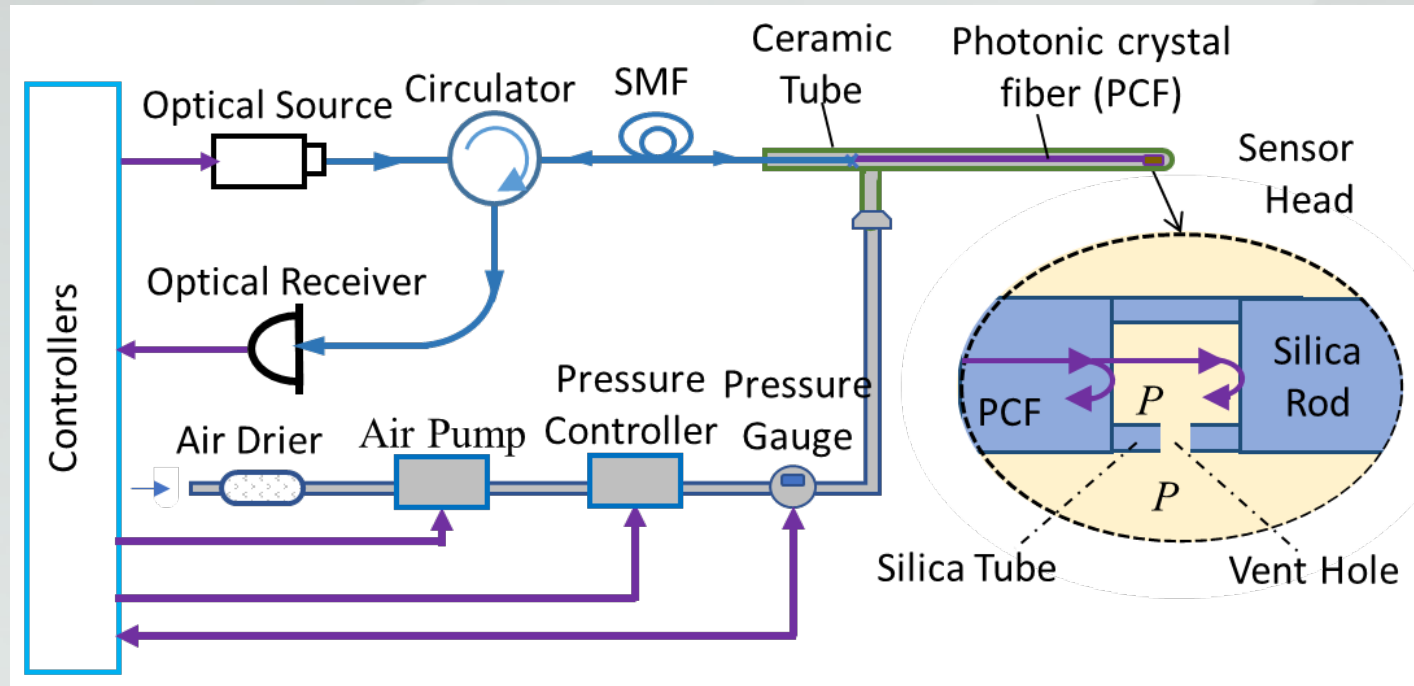 Ceramic
Tube
Photonic crystal
fiber (PCF)
Optical Source
Circulator
SMF
Sensor
Head
Optical Receiver
Controllers
Pressure
Controller
Pressure
Gauge
Air Drier
Air Pump
PCF
P
Silica
Rod
P
Silica Tube
Vent Hole